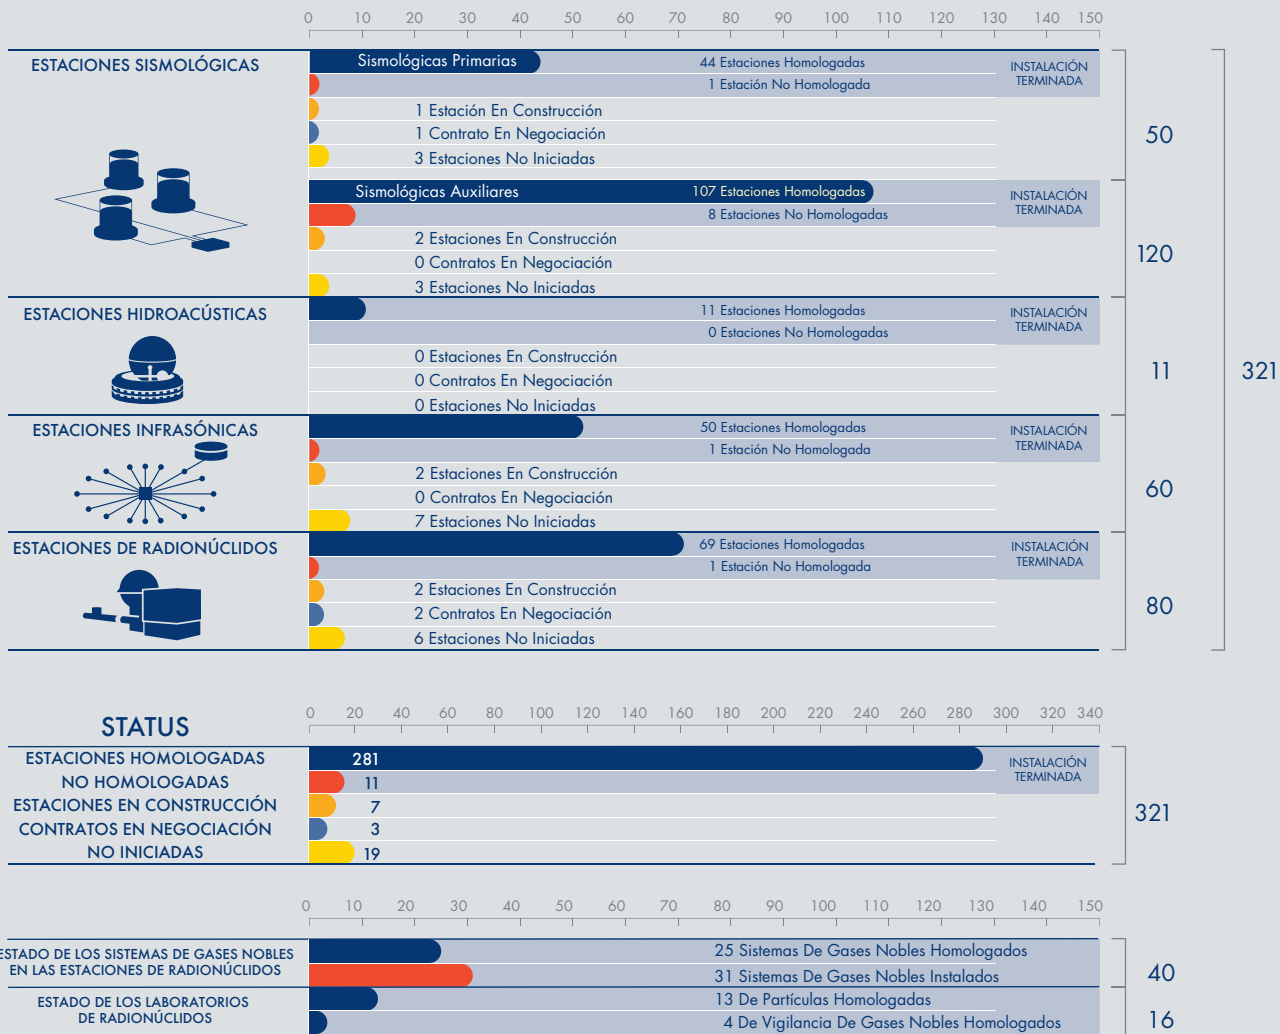 0 10 20 30 40 50 60 70 80 90 100 110 120 130 140 150
ESTACIONES SISMOLÓGICAS
Sismológicas Primarias
44 Estaciones Homologadas
1 Estación No Homologada
INSTALACIÓN
TERMINADA
1 Estación En Construcción
1 Contrato En Negociación
3 Estaciones No Iniciadas
50
Sismológicas Auxiliares
107 Estaciones Homologadas
8 Estaciones No Homologadas
INSTALACIÓN
TERMINADA
2 Estaciones En Construcción
0 Contratos En Negociación
3 Estaciones No Iniciadas
120
ESTACIONES HIDROACÚSTICAS
11 Estaciones Homologadas
0 Estaciones No Homologadas
INSTALACIÓN
TERMINADA
0 Estaciones En Construcción
0 Contratos En Negociación
0 Estaciones No Iniciadas
11
321
ESTACIONES INFRASÓNICAS
50 Estaciones Homologadas
1 Estación No Homologada
INSTALACIÓN
TERMINADA
2 Estaciones En Construcción
0 Contratos En Negociación
7 Estaciones No Iniciadas
60
ESTACIONES DE RADIONÚCLIDOS
69 Estaciones Homologadas
1 Estación No Homologada
INSTALACIÓN
TERMINADA
2 Estaciones En Construcción
2 Contratos En Negociación
6 Estaciones No Iniciadas
80
STATUS
0 20 40 60 80 100 120 140 160 180 200 220 240 260 280 300 320 340
ESTACIONES HOMOLOGADAS 281
NO HOMOLOGADAS 11
INSTALACIÓN
TERMINADA
ESTACIONES EN CONSTRUCCIÓN 7
CONTRATOS EN NEGOCIACIÓN 3
NO INICIADAS 19
321
0 10 20 30 40 50 60 70 80 90 100 110 120 130 140 150
ESTADO DE LOS SISTEMAS DE GASES NOBLES
EN LAS ESTACIONES DE RADIONÚCLIDOS
25 Sistemas De Gases Nobles Homologados
31 Sistemas De Gases Nobles Instalados
40
ESTADO DE LOS LABORATORIOS
DE RADIONÚCLIDOS
13 De Partículas Homologadas
4 De Vigilancia De Gases Nobles Homologados
16